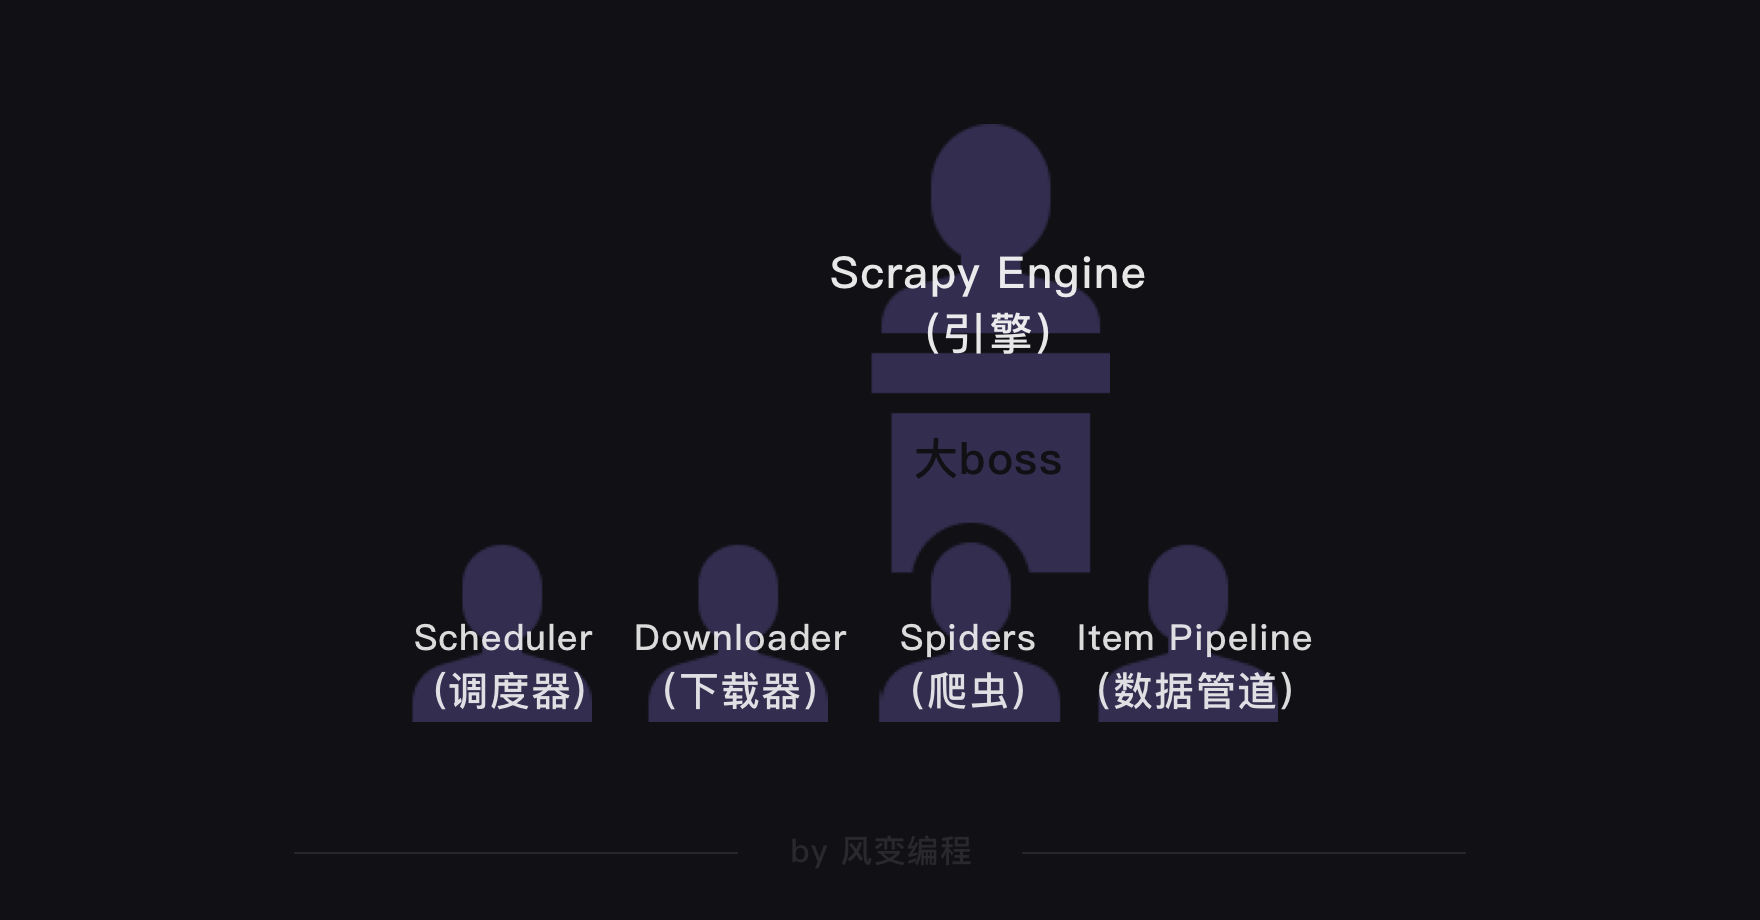 Scrapy Engine
(引擎)
大boss
Scheduler
(调度器)
Downloader
(下载器)
Spiders
(爬虫)
Item Pipeline
(数据管道)
by 风变编程